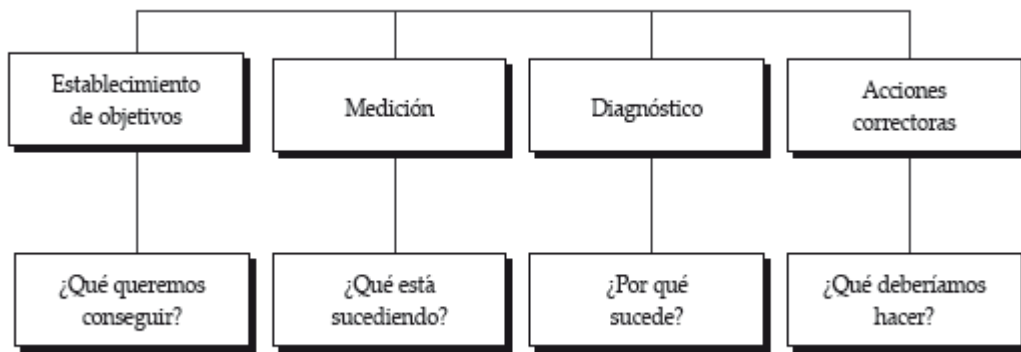 Establecimiento
de objetivos
Medición
Diagnóstico
Acciones
correctoras
¿Qué queremos
conseguir?
¿Qué está
sucediendo?
¿Por qué
sucede?
¿Qué deberíamos
hacer?